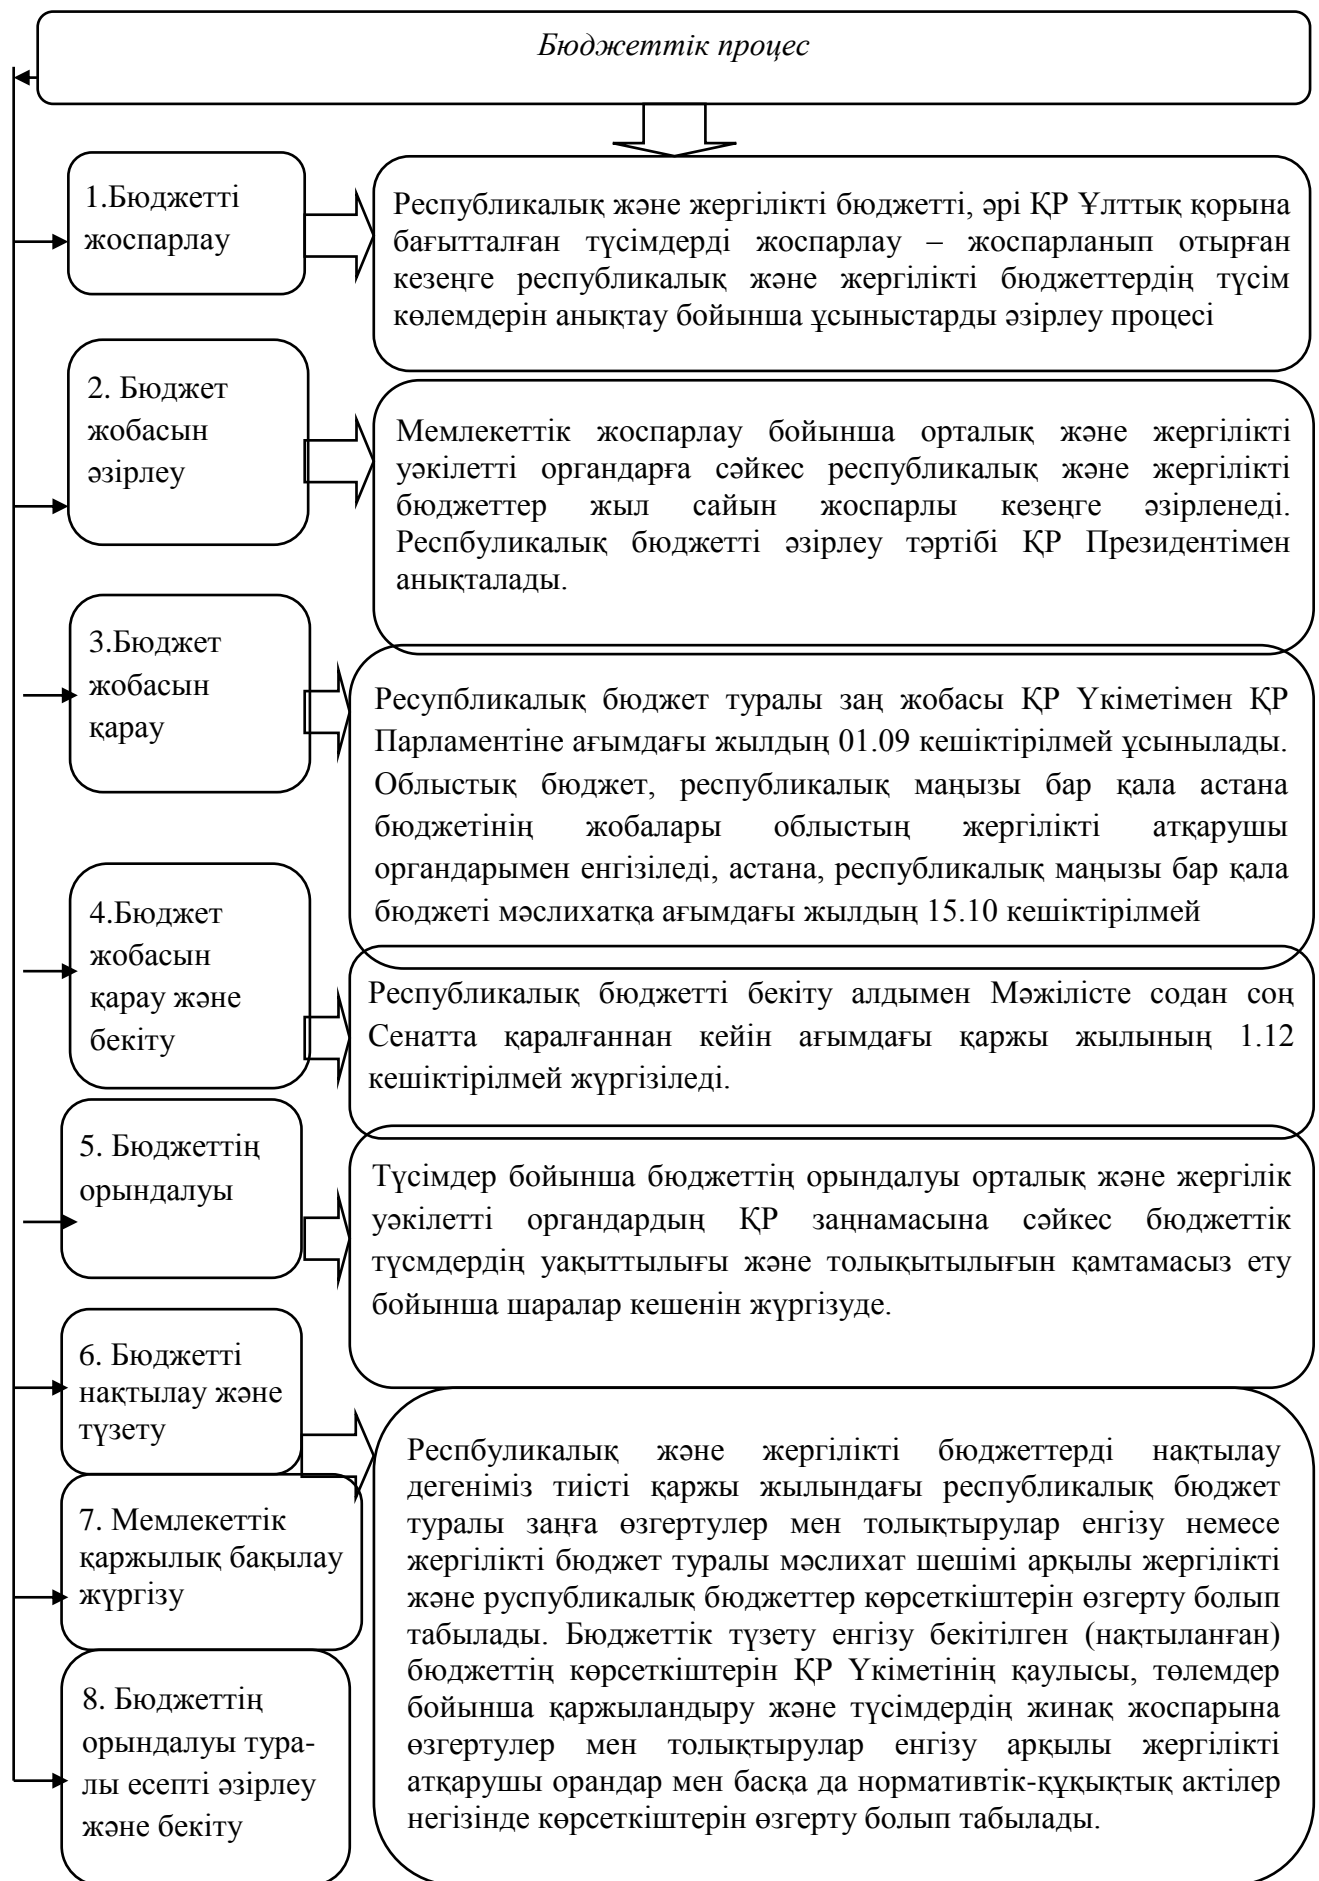 Бюджеттік процес
1.Бюджетті
жоспарлау
Республикалық және жергілікті бюджетті, әрі ҚР Ұлттық қорына
бағытталған түсімдерді жоспарлау – жоспарланып отырған
кезеңге республикалық және жергілікті бюджеттердің түсім
көлемдерін анықтау бойынша ұсыныстарды әзірлеу процесі
2. Бюджет
жобасын
әзірлеу
Мемлекеттік жоспарлау бойынша орталық және жергілікті
уәкілетті органдарға сәйкес республикалық және жергілікті
бюджеттер жыл сайын жоспарлы кезеңге әзірленеді.
Респбуликалық бюджетті әзірлеу тәртібі ҚР Президентімен
анықталады.
3.Бюджет
жобасын
қарау
Ресупбликалық бюджет туралы заң жобасы ҚР Үкіметімен ҚР
Парламентіне ағымдағы жылдың 01.09 кешіктірілмей ұсынылады.
Облыстық бюджет, республикалық маңызы бар қала астана
бюджетінің жобалары облыстың жергілікті атқарушы
органдарымен енгізіледі, астана, республикалық маңызы бар қала
бюджеті мәслихатқа ағымдағы жылдың 15.10 кешіктірілмей
4.Бюджет
жобасын
қарау және
бекіту
Республикалық бюджетті бекіту алдымен Мәжілісте содан соң
Сенатта қаралғаннан кейін ағымдағы қаржы жылының 1.12
кешіктірілмей жүргізіледі.
5. Бюджеттің
орындалуы
Түсімдер бойынша бюджеттің орындалуы орталық және жергілік
уәкілетті органдардың ҚР заңнамасына сәйкес бюджеттік
түсмдердің уақыттылығы және толықытылығын қамтамасыз ету
бойынша шаралар кешенін жүргізуде.
6. Бюджетті
нақтылау және
түзету
Респбуликалық және жергілікті бюджеттерді нақтылау
дегеніміз тиісті қаржы жылындағы республикалық бюджет
туралы заңға өзгертулер мен толықтырулар енгізу немесе
жергілікті бюджет туралы мәслихат шешімі арқылы жергілікті
және руспубликалық бюджеттер көрсеткіштерін өзгерту болып
табылады. Бюджеттік түзету енгізу бекітілген (нақтыланған)
бюджеттің көрсеткіштерін ҚР Үкіметінің қаулысы, төлемдер
бойынша қаржыландыру және түсімдердің жинақ жоспарына
өзгертулер мен толықтырулар енгізу арқылы жергілікті
атқарушы орандар мен басқа да нормативтік-құқықтық актілер
негізінде көрсеткіштерін өзгерту болып табылады.
7. Мемлекеттік
қаржылық бақылау
жүргізу
8. Бюджеттің
орындалуы тура-
лы есепті әзірлеу
және бекіту